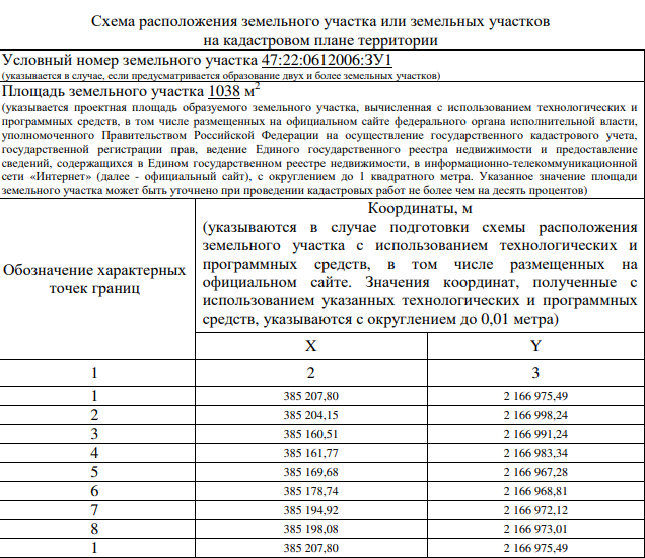 Схема расположения земельного участка или земельных участков
на кадастровом плане территории
Условный номер земельного участка 47:22:0612006:ЗУ1
(указывается в случае, если предусматривается образование двух и более земельных участков)
Площадь земельного участка 1038 м²
(указывается проектная площадь образуемого земельного участка, вычисленная с использованием технологических и
программных средств, в том числе размещенных на официальном сайте федерального органа исполнительной власти,
уполномоченного Правительством Российской Федерации на осуществление государственного кадастрового учета,
государственной регистрации прав, ведение Единого государственного реестра недвижимости и предоставление
сведений, содержащихся в Едином государственном реестре недвижимости, в информационно-телекоммуникационной
сети «Интернет» (далее - официальный сайт), с округлением до 1 квадратного метра. Указанное значение площади
земельного участка может быть уточнено при проведении кадастровых работ не более чем на десять процентов)
Обозначение характерных
точек границ
Координаты, м
(указываются в случае подготовки схемы расположения
земельного участка с использованием технологических и
программных средств, в том числе размещенных на
официальном сайте. Значения координат, полученные с
использованием указанных технологических и программных
средств, указываются с округлением до 0,01 метра)
X Y
1 2 3
1 385 207,80 2 166 975,49
2 385 204,15 2 166 998,24
3 385 160,51 2 166 991,24
4 385 161,77 2 166 983,34
5 385 169,68 2 166 967,28
6 385 178,74 2 166 968,81
7 385 194,92 2 166 972,12
8 385 198,08 2 166 973,01
1 385 207,80 2 166 975,49